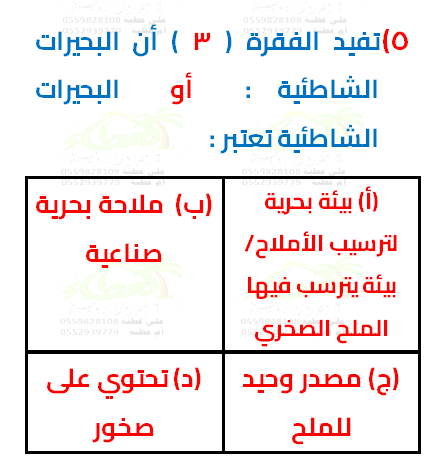 ٥) تفيد الفقرة ( ٣ ) أن البحيرات
الشاطئية : أو البحيرات
الشاطئية تعتبر :
(أ) بيئة بحرية
لترسيب الأملاح/
بيئة يترسب فيها
الملح الصخري
(ب) ملاحة بحرية
صناعية
(ج) مصدر وحيد
للملح
(د) تحتوي على
صخور